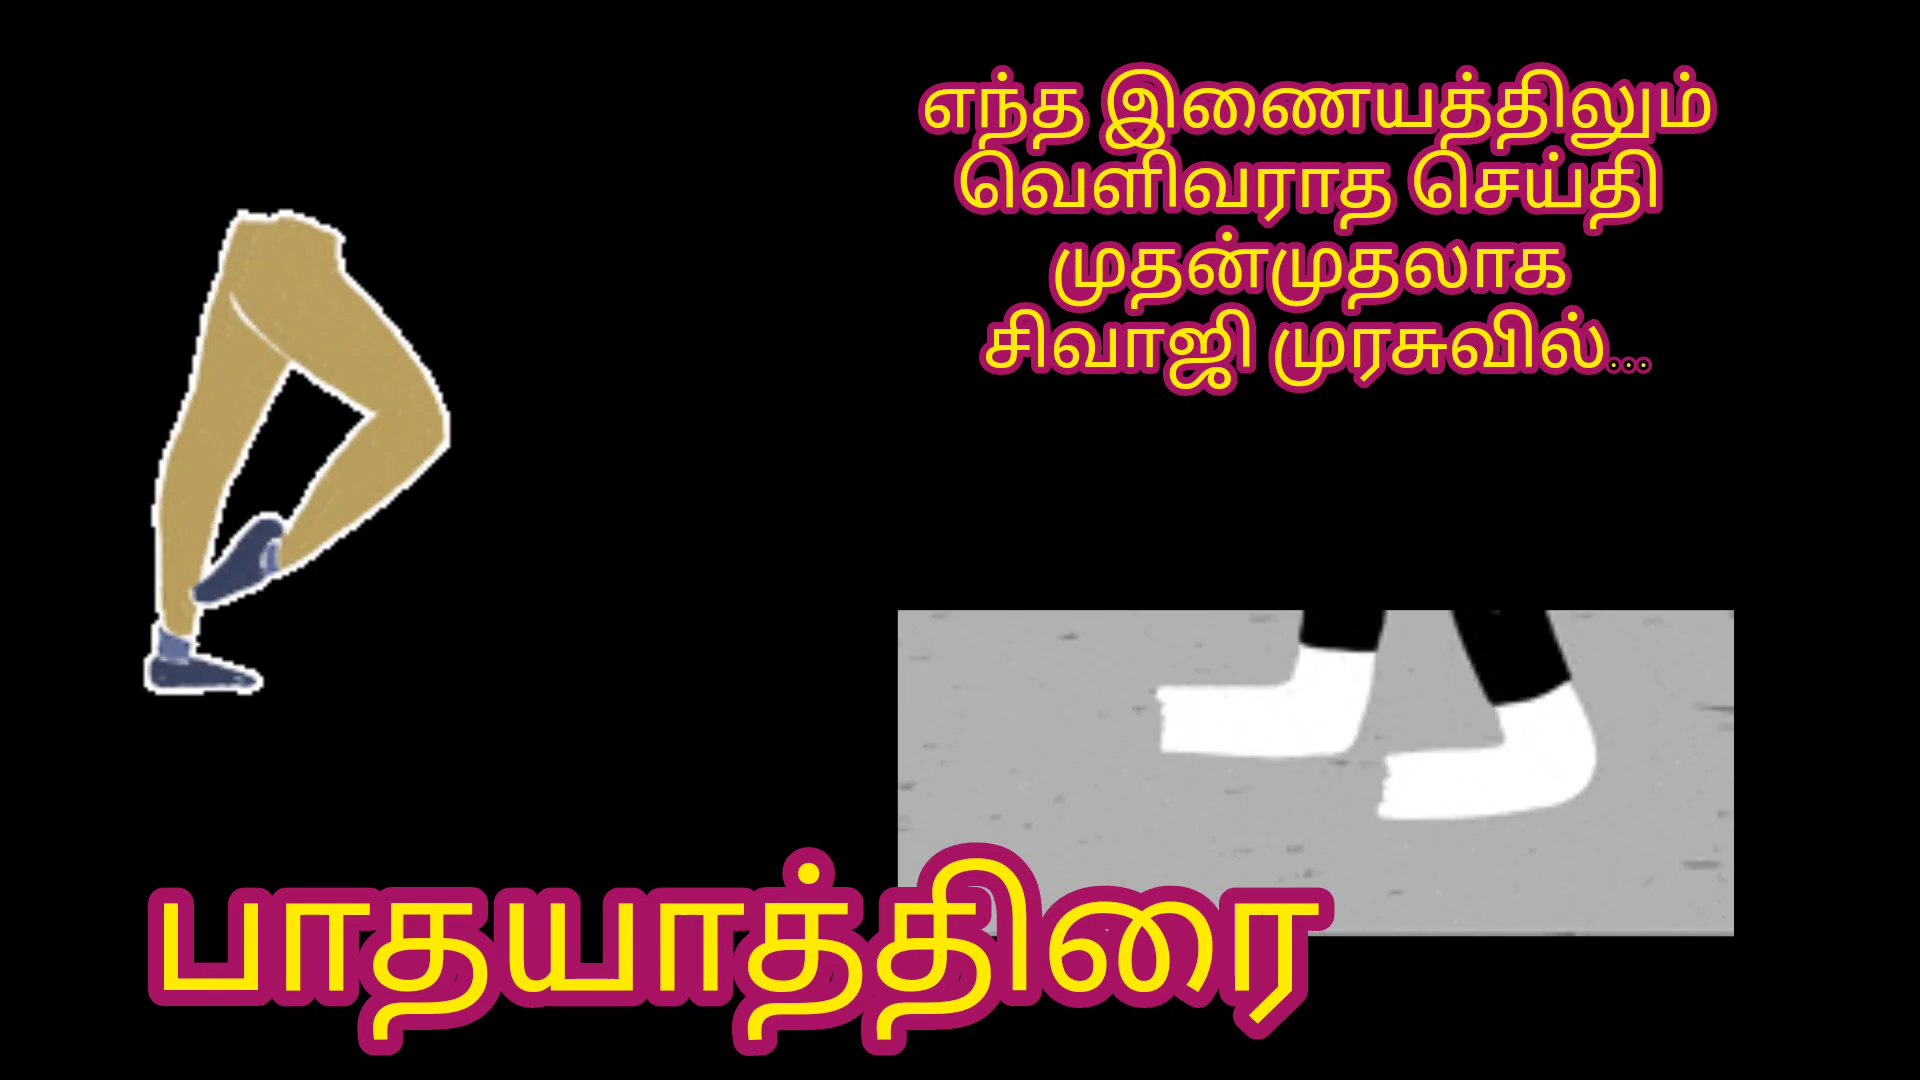 எந்த இணையத்திலும்
வெளிவராத செய்தி
முதன்முதலாக
சிவாஜி முரசுவில்...
பாதயாத்திரை